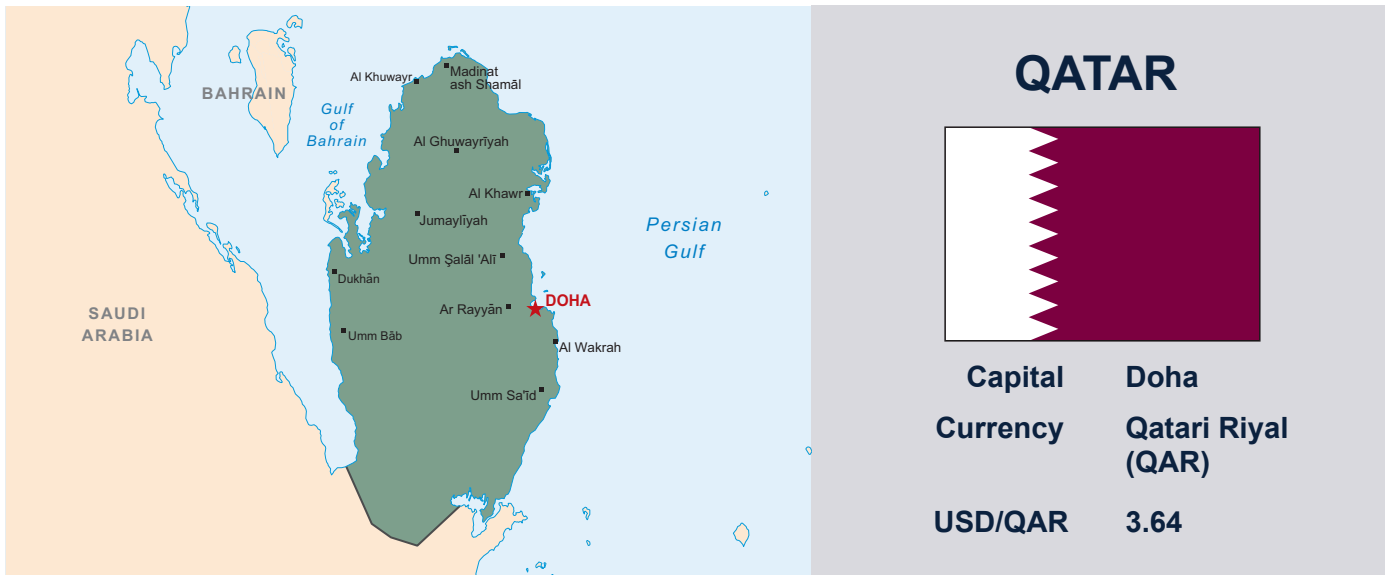 Al Khuwayr
Madinat
ash Shamāl
BAHRAIN
Gulf
of
Bahrain
Al Ghuwayrīyah
Al Khawr
Jumaylīyah
Persian
Gulf
Umm Şalāl 'Alī
Dukhān
DOHA
Ar Rayyān
SAUDI
ARABIA
Umm Bāb
Al Wakrah
Umm Sa'īd
QATAR
Capital Doha
Currency Qatari Riyal
(QAR)
USD/QAR 3.64